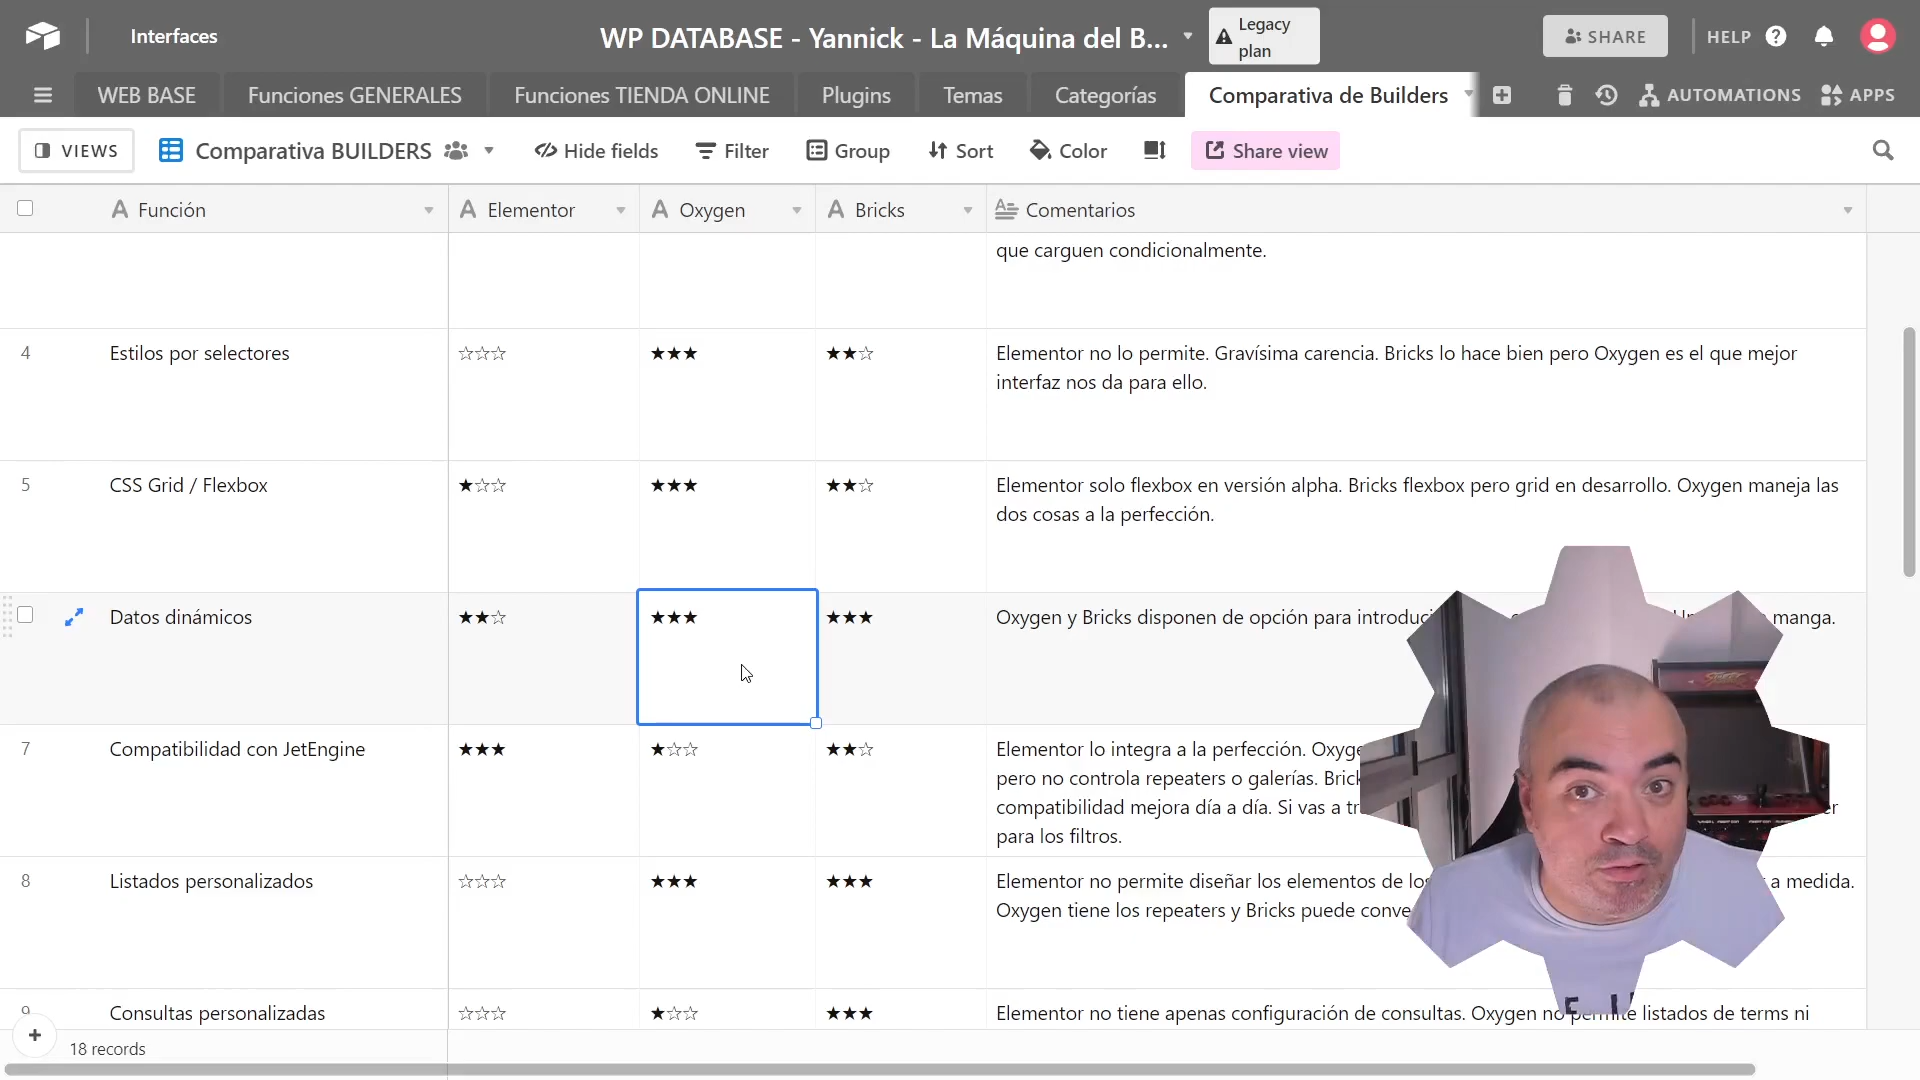 Interfaces
WP DATABASE - Yannick - La Máquina del B...
Legacy
plan
SHARE
HELP
WEB BASE
Funciones GENERALES
Funciones TIENDA ONLINE
Plugins
Temas
Categorías
Comparativa de Builders
AUTOMATIONS
APPS
VIEWS
Comparativa BUILDERS
Hide fields
Filter
Group
Sort
Color
Share view
Función
Elementor
Oxygen
Bricks
Comentarios
que carguen condicionalmente.
4 Estilos por selectores ☆☆☆ ★★★ ★★☆ Elementor no lo permite. Gravísima carencia. Bricks lo hace bien pero Oxygen es el que mejor
interfaz nos da para ello.
5 CSS Grid / Flexbox ★☆☆ ★★★ ★★☆ Elementor solo flexbox en versión alpha. Bricks flexbox pero grid en desarrollo. Oxygen maneja las
dos cosas a la perfección.
Datos dinámicos ★★☆ ★★★ ★★★ Oxygen y Bricks disponen de opción para manga.
7 Compatibilidad con JetEngine ★★★ ★☆☆ ★★☆ Elementor lo integra a la perfección.
pero no controla repeaters o galerías.
compatibilidad mejora día a día. Si vas a
para los filtros.
8 Listados personalizados ☆☆☆ ★★★ ★★★ Elementor no permite diseñar los elementos de a medida.
Oxygen tiene los repeaters y Bricks puede
9 Consultas personalizadas ☆☆☆ ★☆☆ ★★★ Elementor no tiene apenas configuración de consultas. Oxygen no permite listados de terms ni
+
18 records